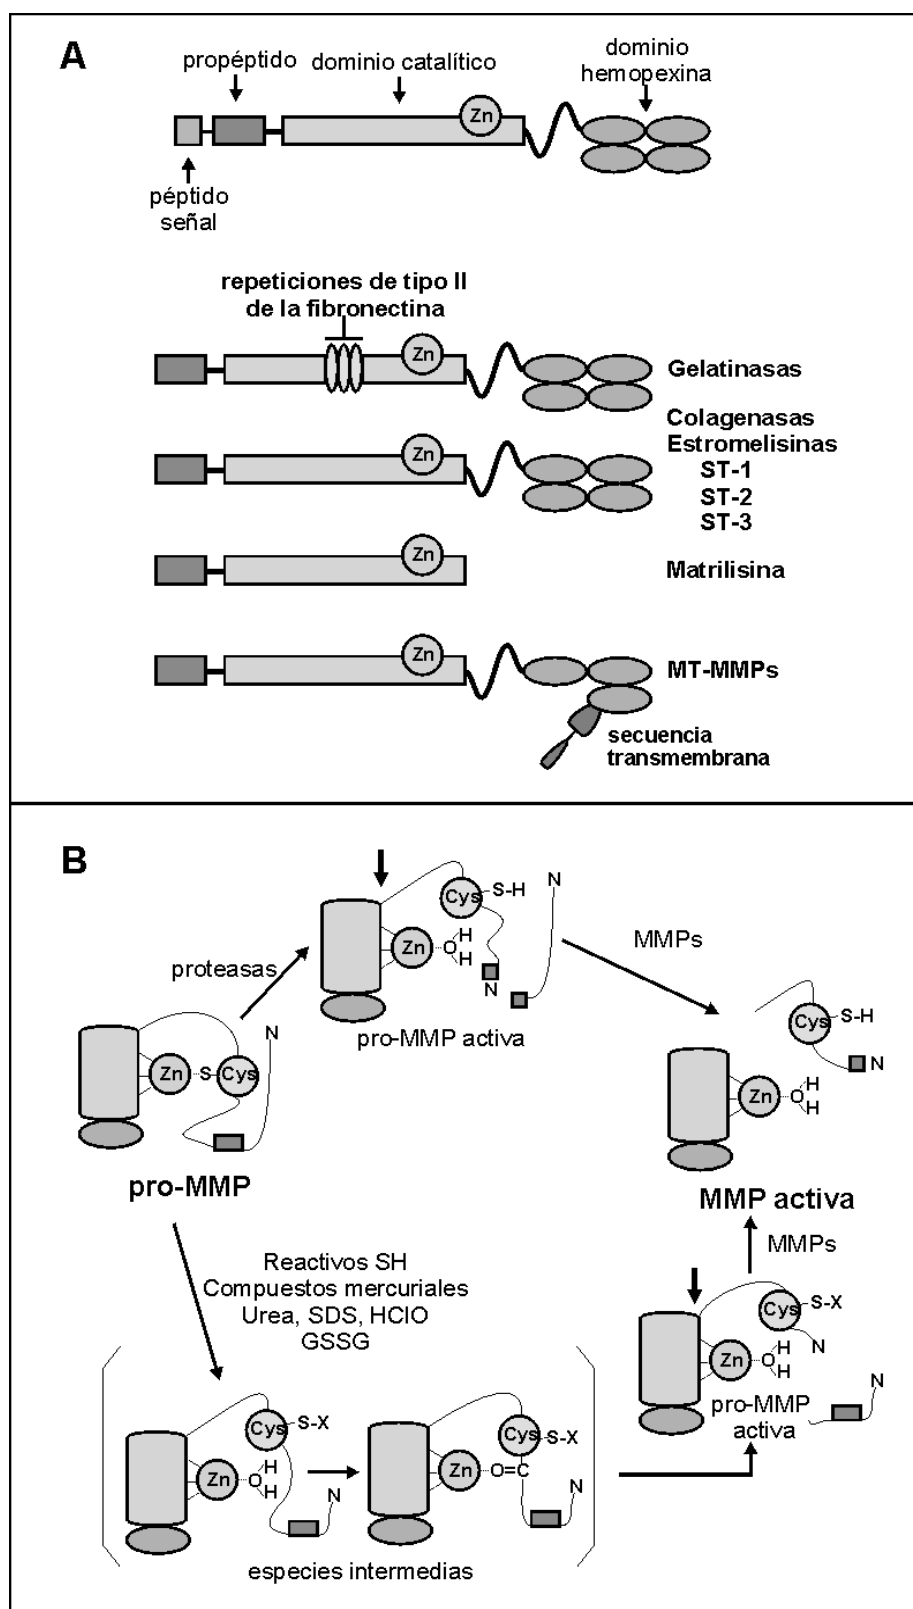 A
propéptido
dominio catalítico
dominio
hemopexina
Zn
péptido
señal
repeticiones de tipo II
de la fibronectina
Zn
Gelatinasas
Colagenasas
Estromelisinas
ST-1
ST-2
ST-3
Zn
Zn
Matrilisina
Zn
MT-MMPs
secuencia
transmembrana
B
Cys
S-H
N
Zn
O
H
H
N
MMPs
proteasas
pro-MMP activa
Cys
S-H
N
Zn
O
H
H
N
Zn
S
Cys
pro-MMP
MMP activa
MMPs
Reactivos SH
Compuestos mercuriales
Urea, SDS, HClO
GSSG
Cys
S-X
N
Zn
O
H
H
N
pro-MMP
activa
Cys
S-X
Zn
O
H
H
N
Cys
S-X
Zn
O=C
N
especies intermedias